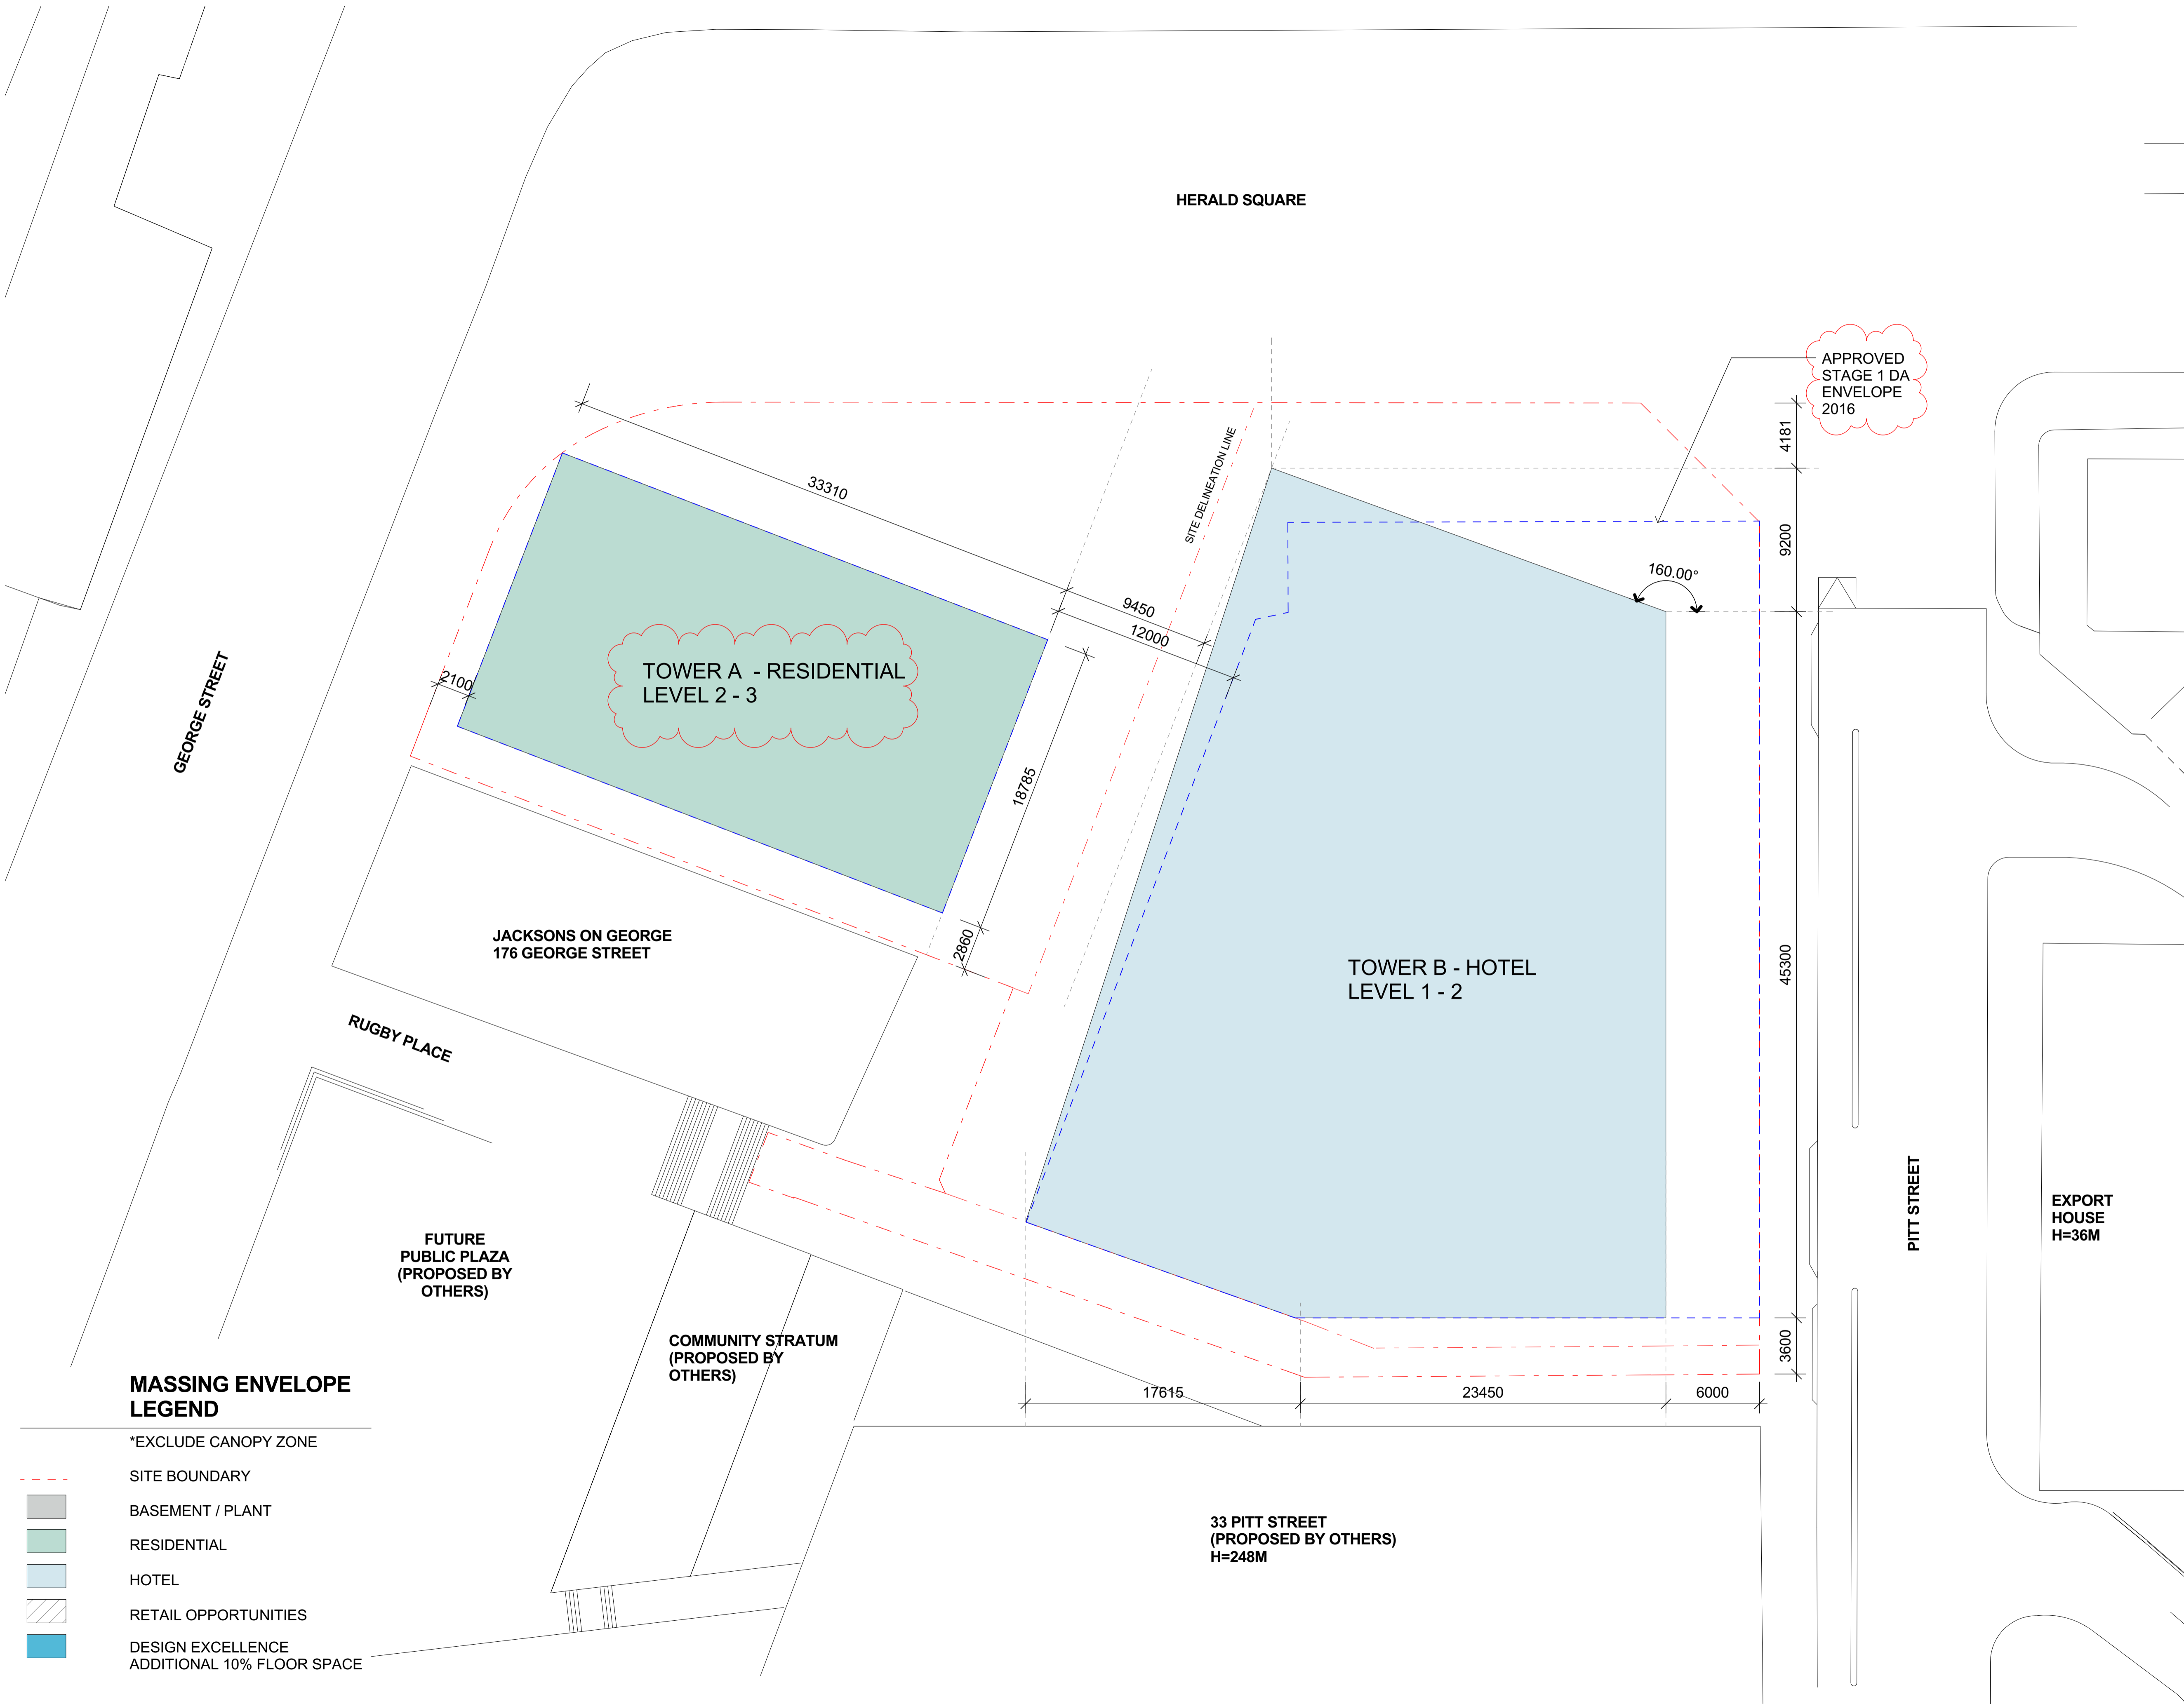 HERALD SQUARE
APPROVED
STAGE 1 DA
ENVELOPE
2016
4181
33310
SITE DELINEATION LINE
9200
160.00°
9450
12000
TOWER A - RESIDENTIAL
LEVEL 2 - 3
2100
GEORGE STREET
18785
JACKSONS ON GEORGE
176 GEORGE STREET
2860
TOWER B - HOTEL
LEVEL 1 - 2
45300
RUGBY PLACE
PITT STREET
EXPORT
HOUSE
H=36M
FUTURE
PUBLIC PLAZA
(PROPOSED BY
OTHERS)
COMMUNITY STRATUM
(PROPOSED BY
OTHERS)
3600
17615
23450
6000
33 PITT STREET
(PROPOSED BY OTHERS)
H=248M
MASSING ENVELOPE
LEGEND
*EXCLUDE CANOPY ZONE
SITE BOUNDARY
BASEMENT / PLANT
RESIDENTIAL
HOTEL
RETAIL OPPORTUNITIES
DESIGN EXCELLENCE
ADDITIONAL 10% FLOOR SPACE